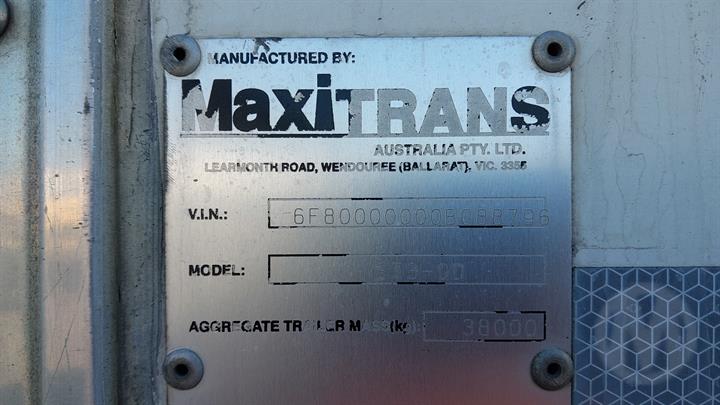 MANUFACTURED BY:
MaxiTRANS
AUSTRALIA PTY. LTD.
LEARMONTH ROAD, WENDOUREE (BALLARAT), VIC. 3355
V.I.N.:
MODEL:
AGGREGATE TRAILER MASS(kg): 38000